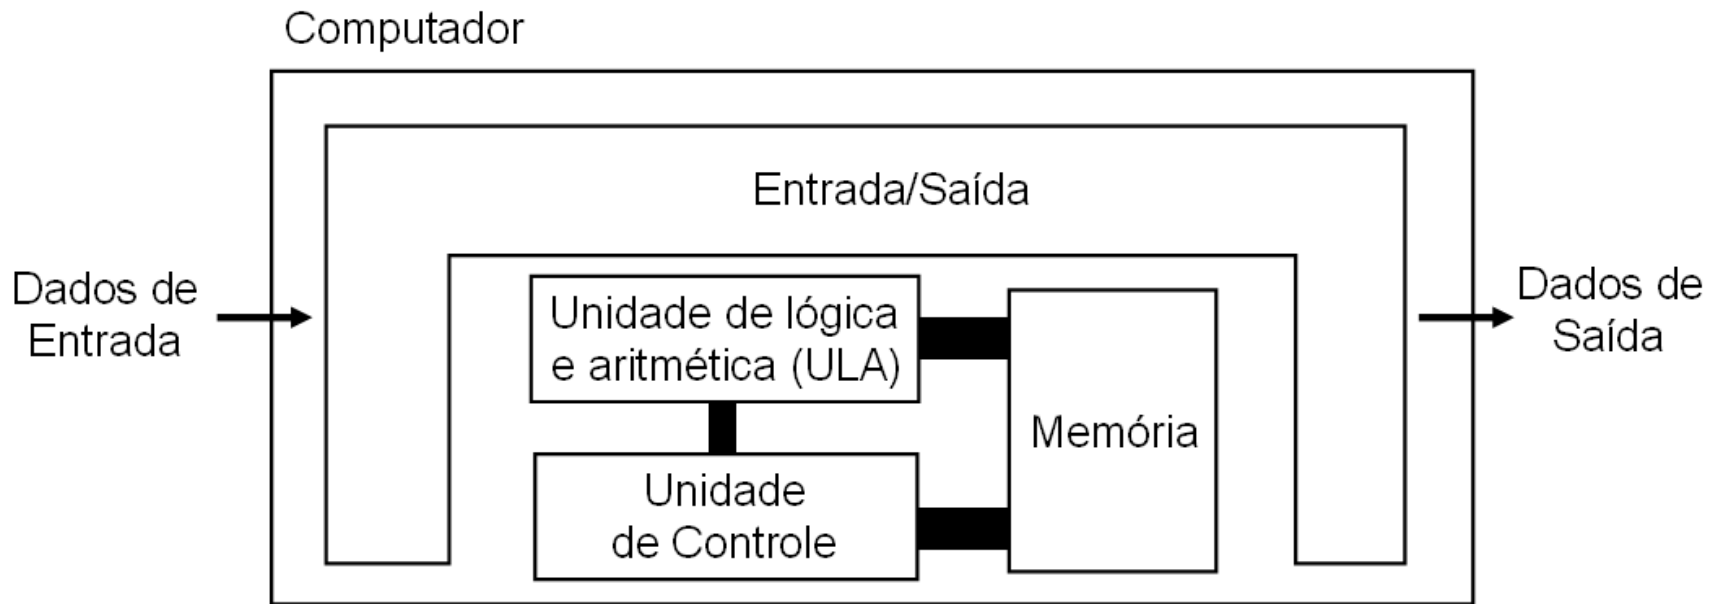 Computador
Entrada/Saída
Dados de
Entrada
Unidade de lógica
e aritmética (ULA)
Unidade
de Controle
Memória
Dados de
Saída